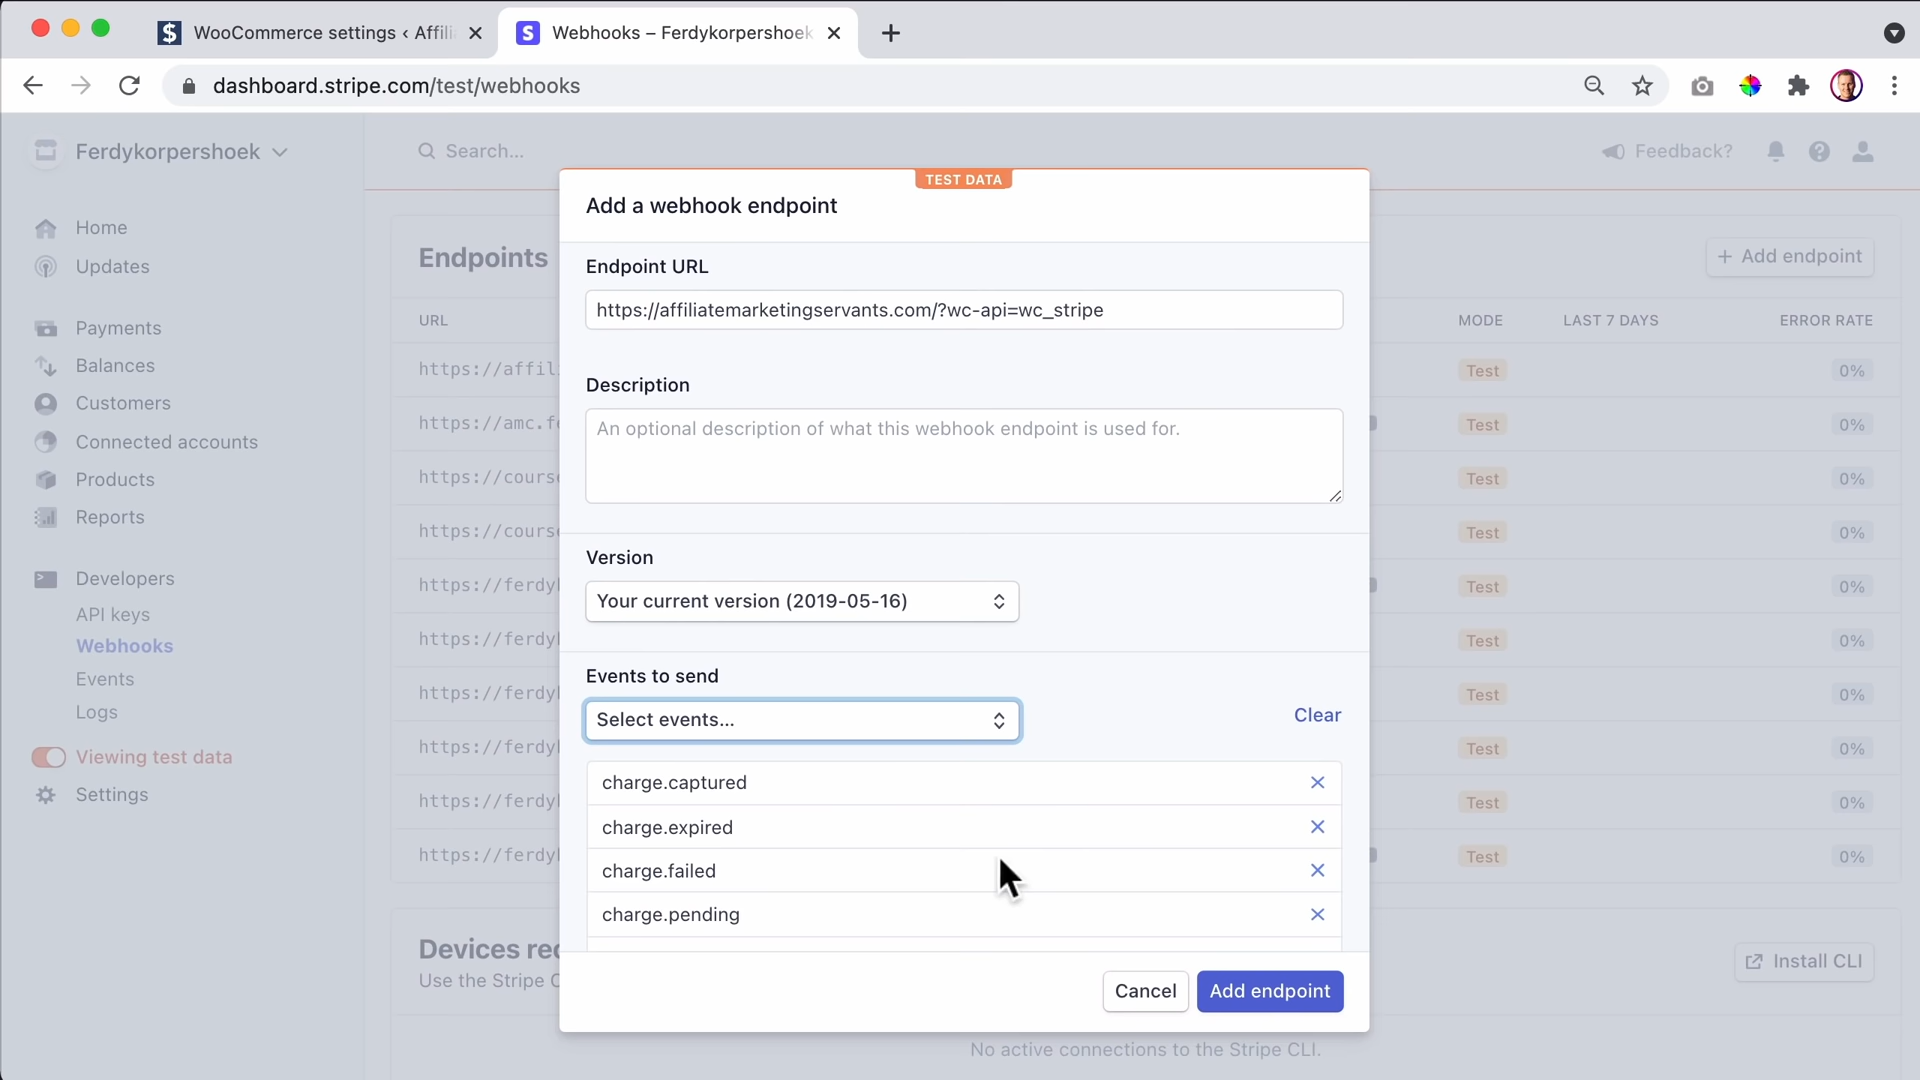 WooCommerce settings ‹ Affili
Webhooks – Ferdykorpershoek
dashboard.stripe.com/test/webhooks
Ferdykorpershoek
Search...
Feedback?
Home
Updates
Payments
Balances
Customers
Connected accounts
Products
Reports
Developers
API keys
Webhooks
Events
Logs
Viewing test data
Settings
Endpoints
+ Add endpoint
URL
MODE
LAST 7 DAYS
ERROR RATE
https://affil
Test
0%
https://amc.f
Test
0%
https://course
Test
0%
https://course
Test
0%
https://ferdy
Test
0%
https://ferdy
Test
0%
https://ferdy
Test
0%
https://ferdy
Test
0%
https://ferdy
Test
0%
https://ferdy
Test
0%
Devices rec
Use the Stripe C
Install CLI
No active connections to the Stripe CLI.
TEST DATA
Add a webhook endpoint
Endpoint URL
https://affiliatemarketingservants.com/?wc-api=wc_stripe
Description
An optional description of what this webhook endpoint is used for.
Version
Your current version (2019-05-16)
Events to send
Select events...
Clear
charge.captured
charge.expired
charge.failed
charge.pending
Cancel
Add endpoint